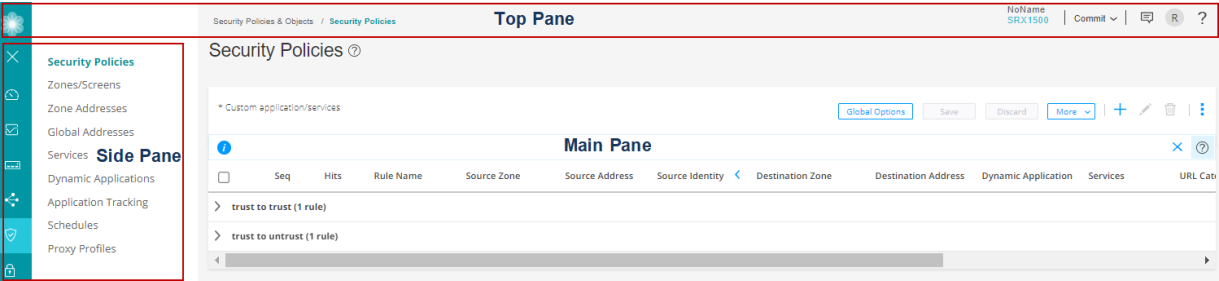 Security Policies & Objects / Security Policies
Top Pane
NoName
SRX1500
Commit
R
?
Security Policies ?
Security Policies
Zones/Screens
Zone Addresses
Global Addresses
Services
Side Pane
Dynamic Applications
Application Tracking
Schedules
Proxy Profiles
* Custom application/services
Global Options Save Discard More
i Main Pane ?
Seq Hits Rule Name Source Zone Source Address Source Identity Destination Zone Destination Address Dynamic Application Services URL Cate
trust to trust (1 rule)
trust to untrust (1 rule)